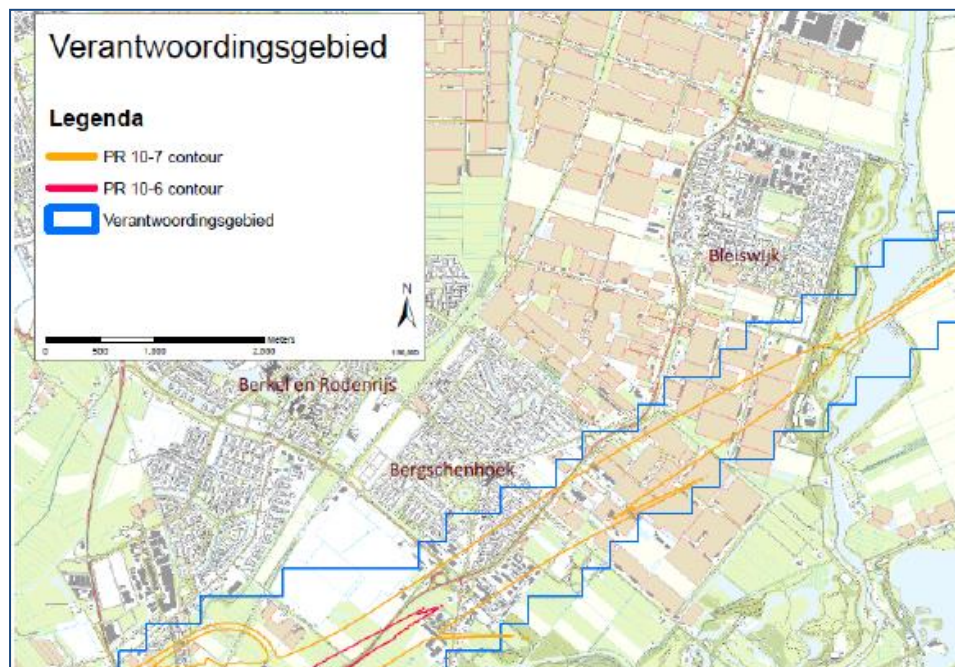 Verantwoordingsgebied
Legenda
PR 10-7 contour
PR 10-6 contour
Verantwoordingsgebied
N
Meters
0 500 1,000 2,000
Bleiswijk
Berkel en Rodenrijs
Bergschenhoek